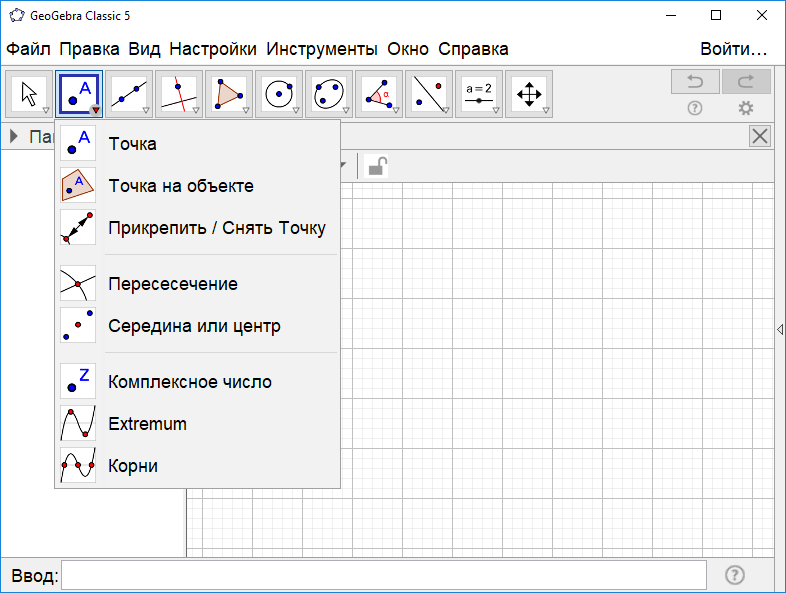 GeoGebra Classic 5
Файл Правка Вид Настройки Инструменты Окно Справка Войти...
A
α
a = 2
A Точка
A Точка на объекте
Прикрепить / Снять Точку
Пересесечение
Середина или центр
Z Комплексное число
Extremum
Корни
Ввод: